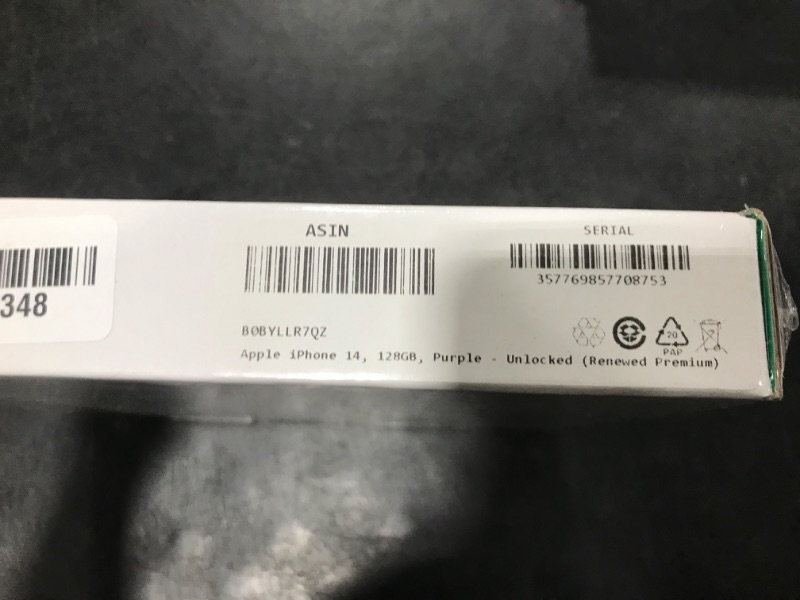 ASIN
SERIAL
348
357769857708753
B0BYLLR7QZ
20
PAP
Apple iPhone 14, 128GB, Purple - Unlocked (Renewed Premium)